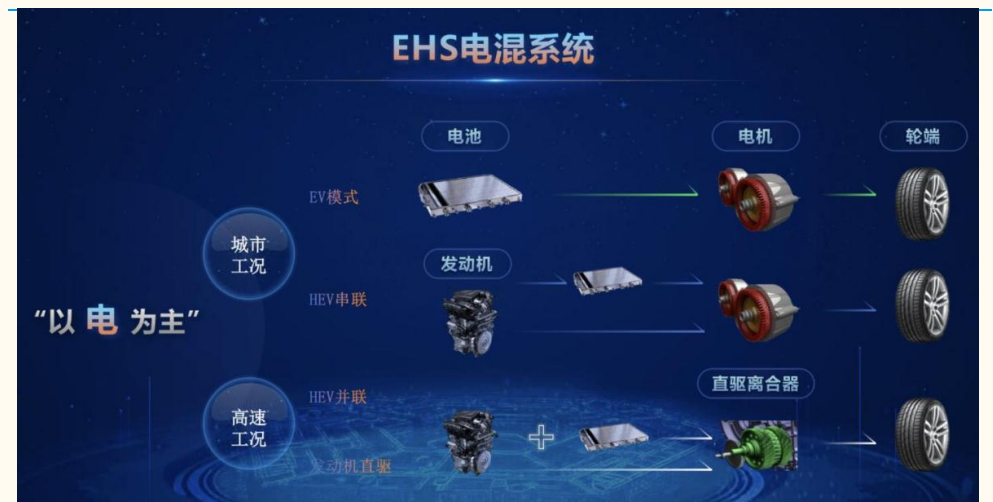 EHS电混系统
电池
电机
轮端
EV模式
城市
工况
发动机
HEV串联
“以 电 为主”
直驱离合器
HEV并联
高速
工况
发动机直驱